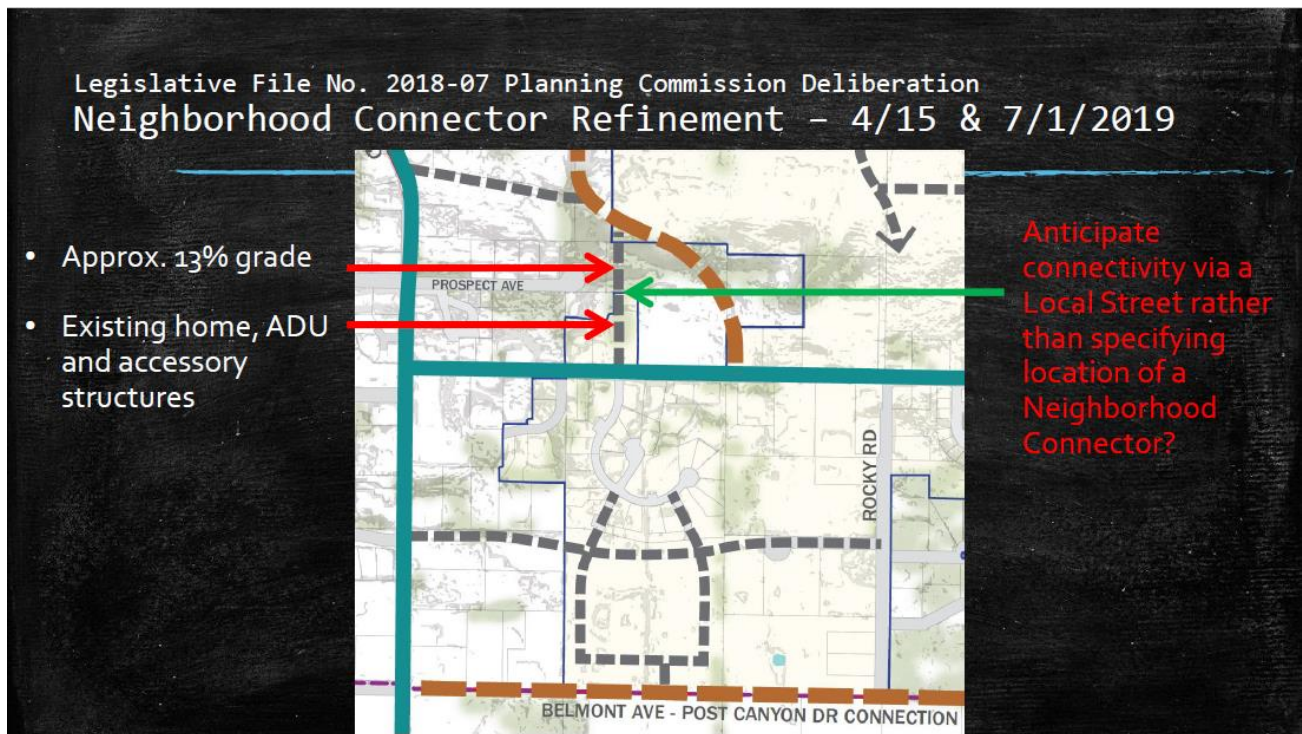 Legislative File No. 2018-07 Planning Commission Deliberation
Neighborhood Connector Refinement – 4/15 & 7/1/2019
• Approx. 13% grade
• Existing home, ADU
and accessory
structures
PROSPECT AVE
ROCKY RD
BELMONT AVE - POST CANYON DR CONNECTION
Anticipate
connectivity via a
Local Street rather
than specifying
location of a
Neighborhood
Connector?